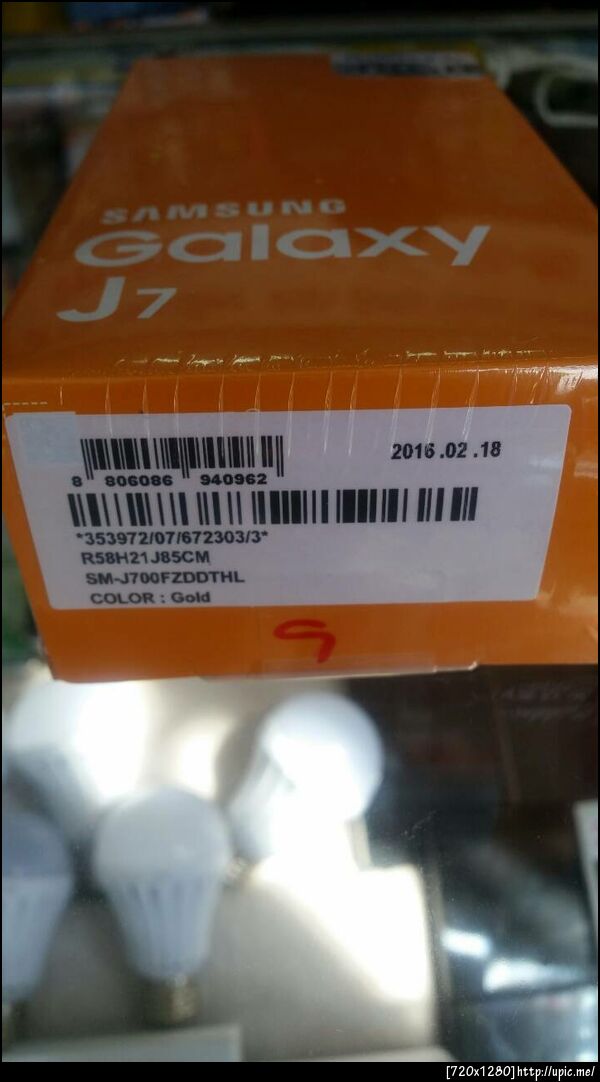 SAMSUNG
Galaxy
J7
2016.02.18
8 806086 940962
*353972/07/672303/3*
R58H21J85CM
SM-J700FZDDTHL
COLOR : Gold
9
[720x1280]http://upic.me/